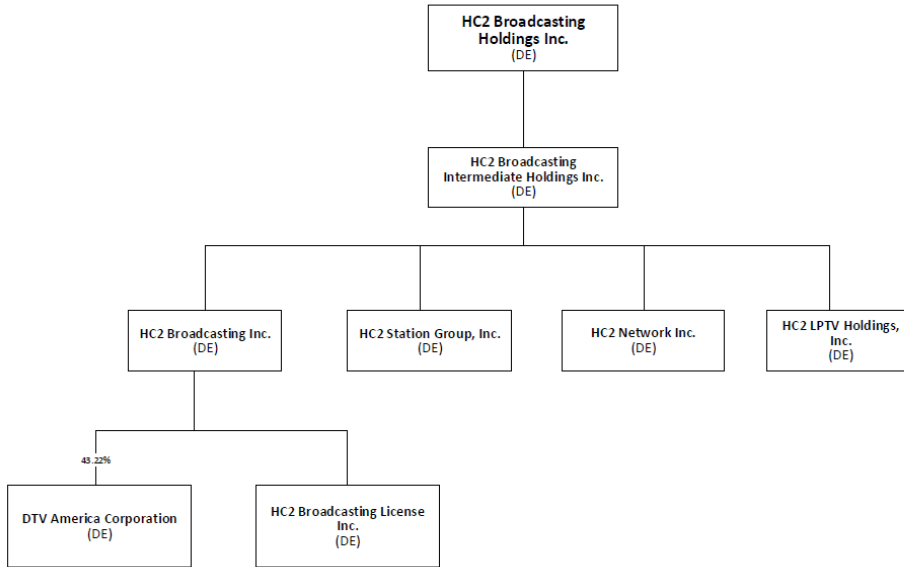 HC2 Broadcasting
Holdings Inc.
(DE)
HC2 Broadcasting
Intermediate Holdings Inc.
(DE)
HC2 Broadcasting Inc.
(DE)
HC2 Station Group, Inc.
(DE)
HC2 Network Inc.
(DE)
HC2 LPTV Holdings,
Inc.
(DE)
43.22%
DTV America Corporation
(DE)
HC2 Broadcasting License
Inc.
(DE)